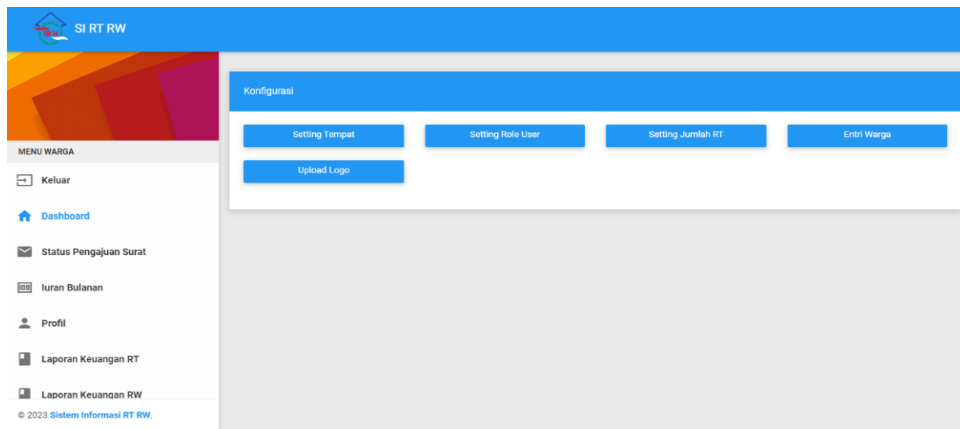 SI RT RW
Konfigurasi
Setting Tempat
Setting Role User
Setting Jumlah RT
Entri Warga
Upload Logo
MENU WARGA
Keluar
Dashboard
Status Pengajuan Surat
Iuran Bulanan
Profil
Laporan Keuangan RT
Laporan Keuangan RW
© 2023 Sistem Informasi RT RW.